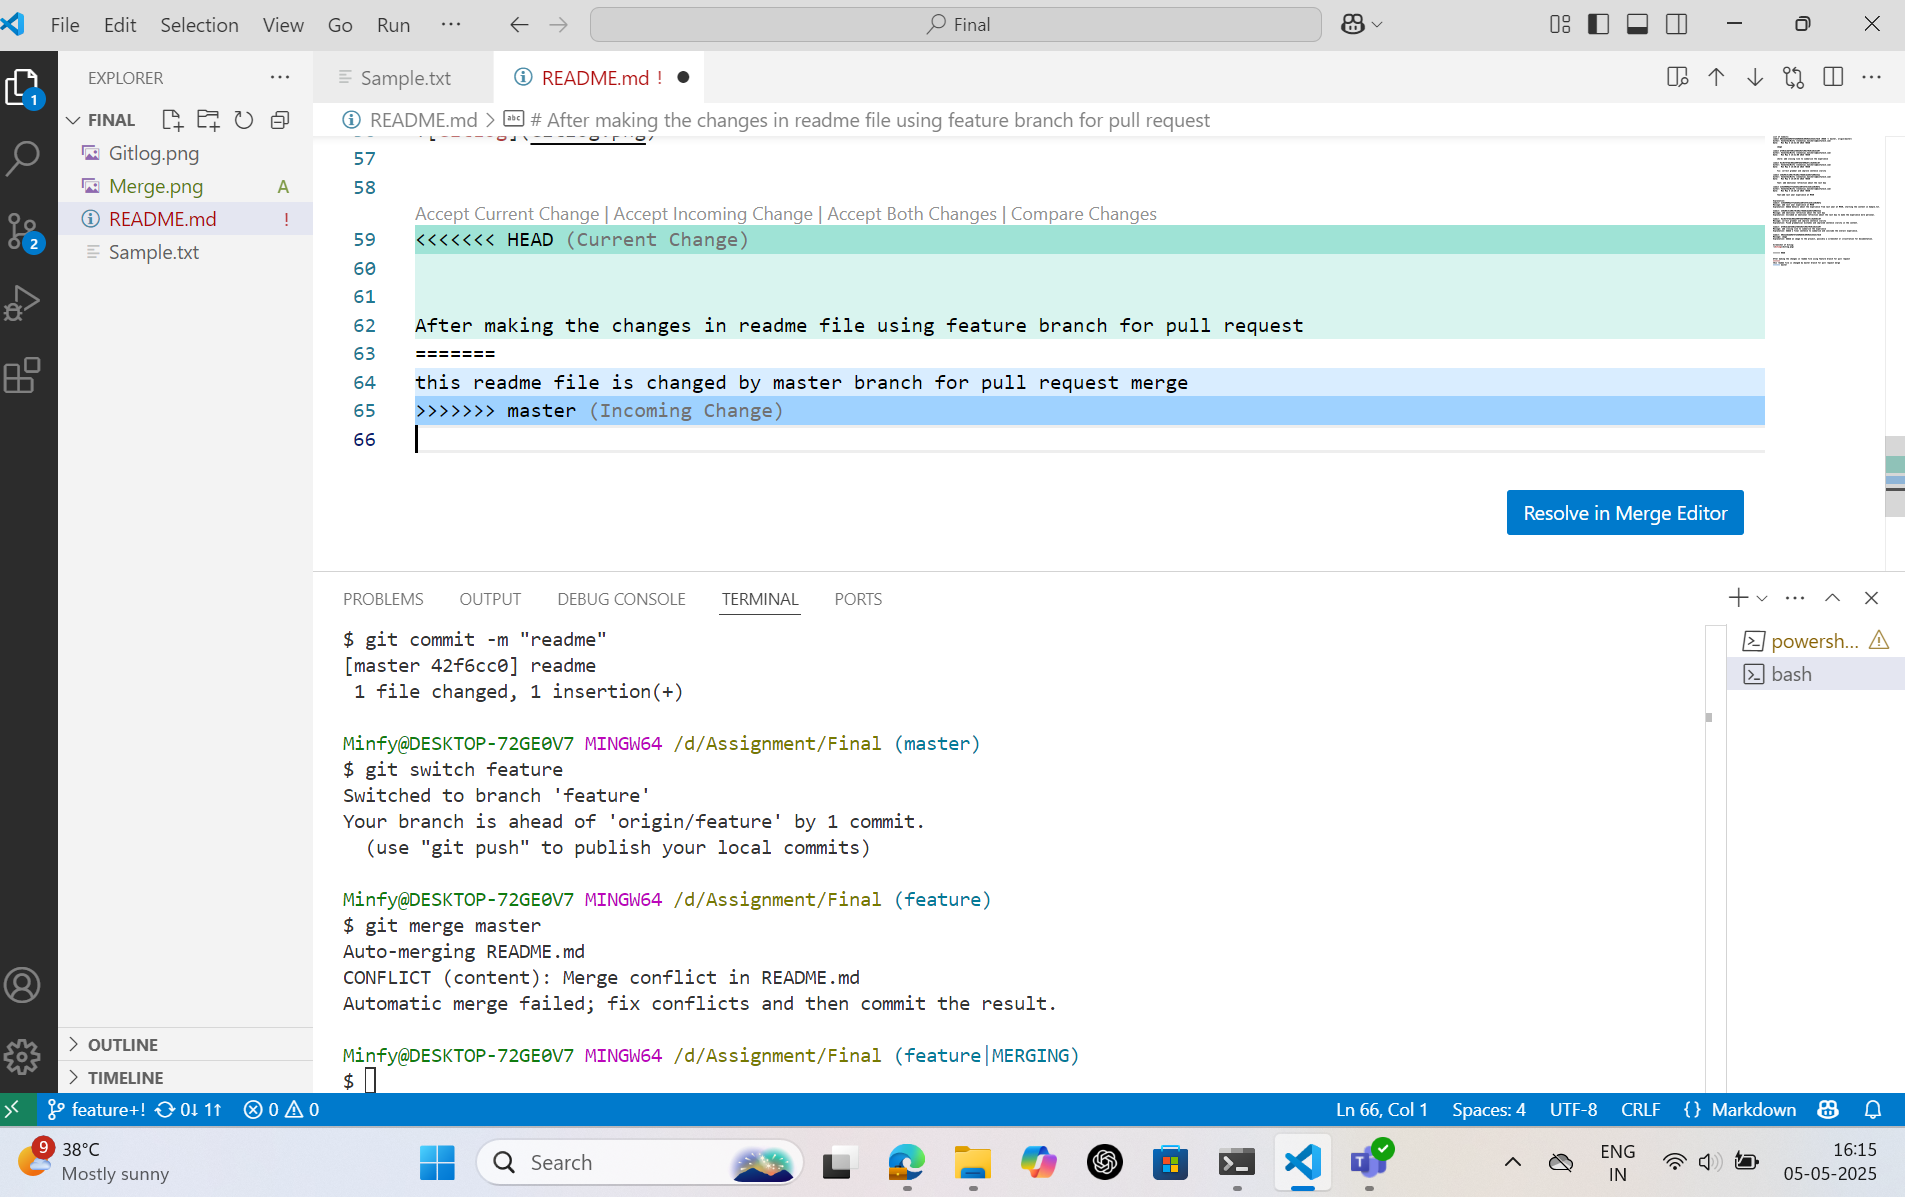 File Edit Selection View Go Run ··· Final
EXPLORER ···
FINAL
Gitlog.png
Merge.png A
README.md !
Sample.txt
OUTLINE
TIMELINE
1
2
Sample.txt README.md !
README.md > # After making the changes in readme file using feature branch for pull request
57
58
Accept Current Change | Accept Incoming Change | Accept Both Changes | Compare Changes
59 <<<<<<< HEAD (Current Change)
60
61
62 After making the changes in readme file using feature branch for pull request
63 =======
64 this readme file is changed by master branch for pull request merge
65 >>>>>>> master (Incoming Change)
66
Resolve in Merge Editor
PROBLEMS OUTPUT DEBUG CONSOLE TERMINAL PORTS
$ git commit -m "readme"
[master 42f6cc0] readme
1 file changed, 1 insertion(+)
Minfy@DESKTOP-72GE0V7 MINGW64 /d/Assignment/Final (master)
$ git switch feature
Switched to branch 'feature'
Your branch is ahead of 'origin/feature' by 1 commit.
(use "git push" to publish your local commits)
Minfy@DESKTOP-72GE0V7 MINGW64 /d/Assignment/Final (feature)
$ git merge master
Auto-merging README.md
CONFLICT (content): Merge conflict in README.md
Automatic merge failed; fix conflicts and then commit the result.
Minfy@DESKTOP-72GE0V7 MINGW64 /d/Assignment/Final (feature|MERGING)
$
powersh...
bash
feature+! 0↓ 1↑ 0 0 Ln 66, Col 1 Spaces: 4 UTF-8 CRLF {} Markdown
9
38°C
Mostly sunny
Search
ENG
IN
16:15
05-05-2025